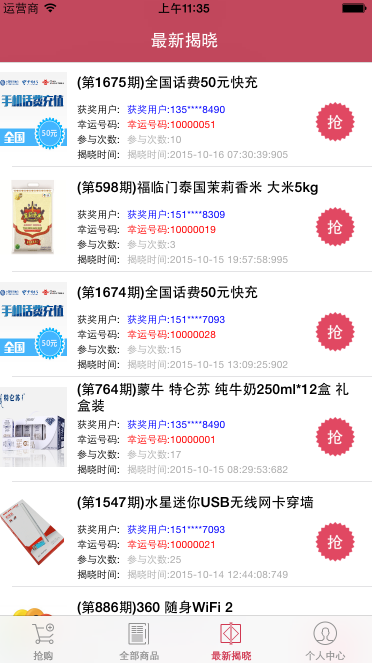 运营商 上午11:35
最新揭晓
(第1675期)全国话费50元快充
获奖用户: 获奖用户:135****8490
幸运号码: 幸运号码:10000051
参与次数: 参与次数:10
揭晓时间: 揭晓时间:2015-10-16 07:30:39:905
抢
手机话费充值
全国
50元
(第598期)福临门泰国茉莉香米 大米5kg
获奖用户: 获奖用户:151****8309
幸运号码: 幸运号码:10000019
参与次数: 参与次数:3
揭晓时间: 揭晓时间:2015-10-15 19:57:58:995
抢
(第1674期)全国话费50元快充
获奖用户: 获奖用户:151****7093
幸运号码: 幸运号码:10000028
参与次数: 参与次数:15
揭晓时间: 揭晓时间:2015-10-15 13:09:25:902
抢
手机话费充值
全国
50元
(第764期)蒙牛 特仑苏 纯牛奶250ml*12盒 礼
盒装
获奖用户: 获奖用户:135****8490
幸运号码: 幸运号码:10000001
参与次数: 参与次数:17
揭晓时间: 揭晓时间:2015-10-15 08:29:53:682
抢
特仑苏
(第1547期)水星迷你USB无线网卡穿墙
获奖用户: 获奖用户:151****7093
幸运号码: 幸运号码:10000021
参与次数: 参与次数:25
揭晓时间: 揭晓时间:2015-10-14 12:44:08:749
抢
(第886期)360 随身WiFi 2
抢购 全部商品 最新揭晓 个人中心